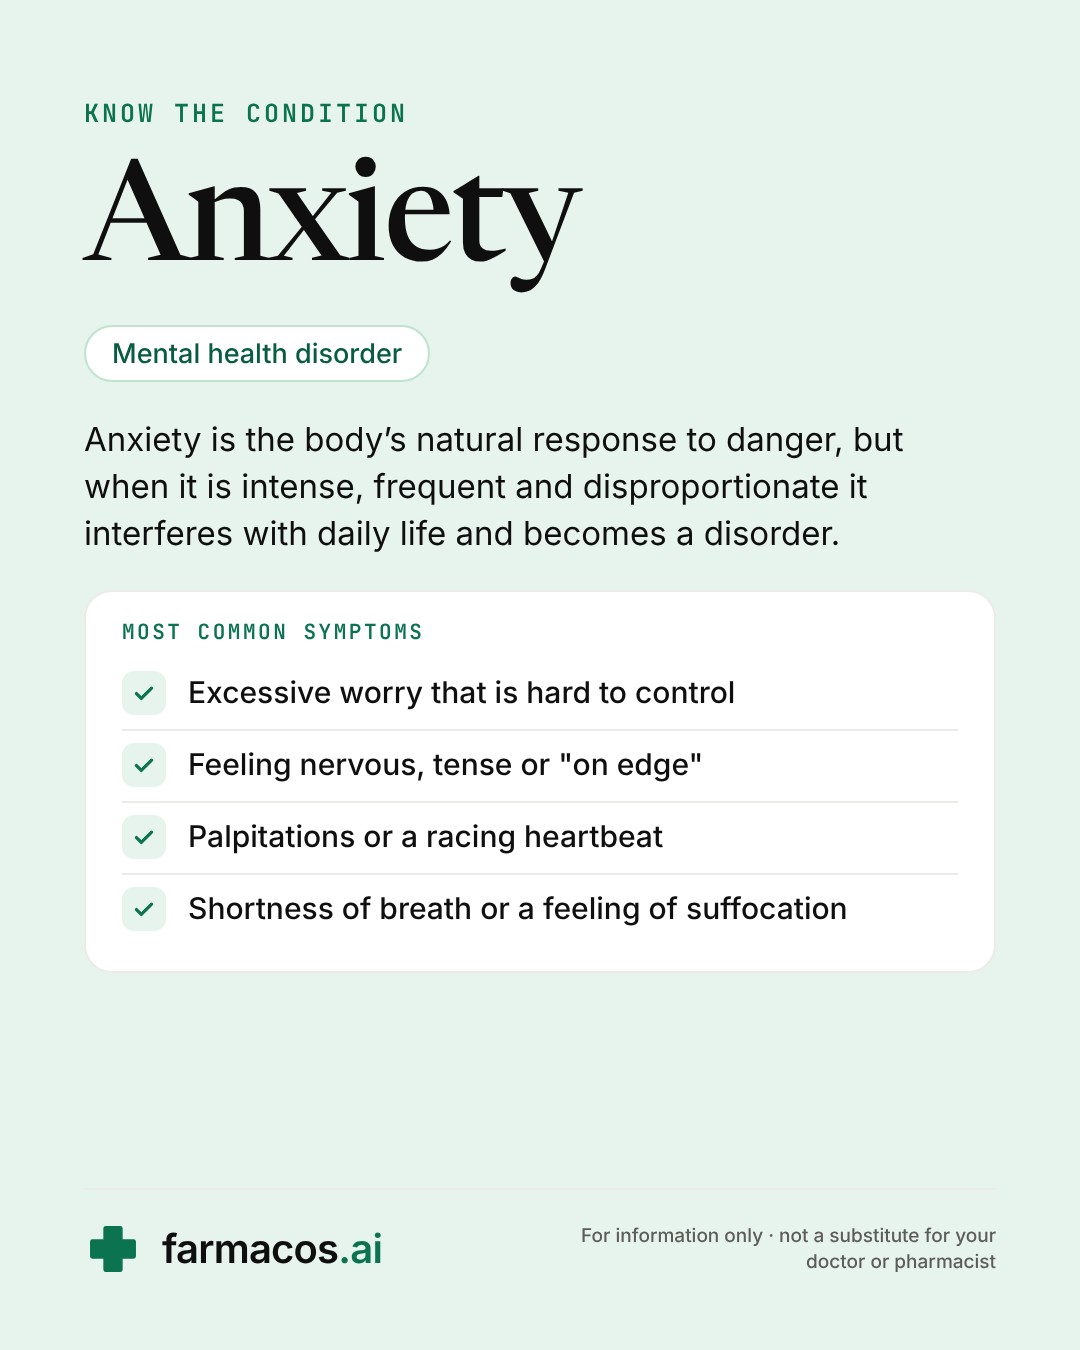 KNOW THE CONDITION
Anxiety
Mental health disorder
Anxiety is the body’s natural response to danger, but
when it is intense, frequent and disproportionate it
interferes with daily life and becomes a disorder.
MOST COMMON SYMPTOMS
Excessive worry that is hard to control
Feeling nervous, tense or "on edge"
Palpitations or a racing heartbeat
Shortness of breath or a feeling of suffocation
farmacos.ai
For information only · not a substitute for your
doctor or pharmacist